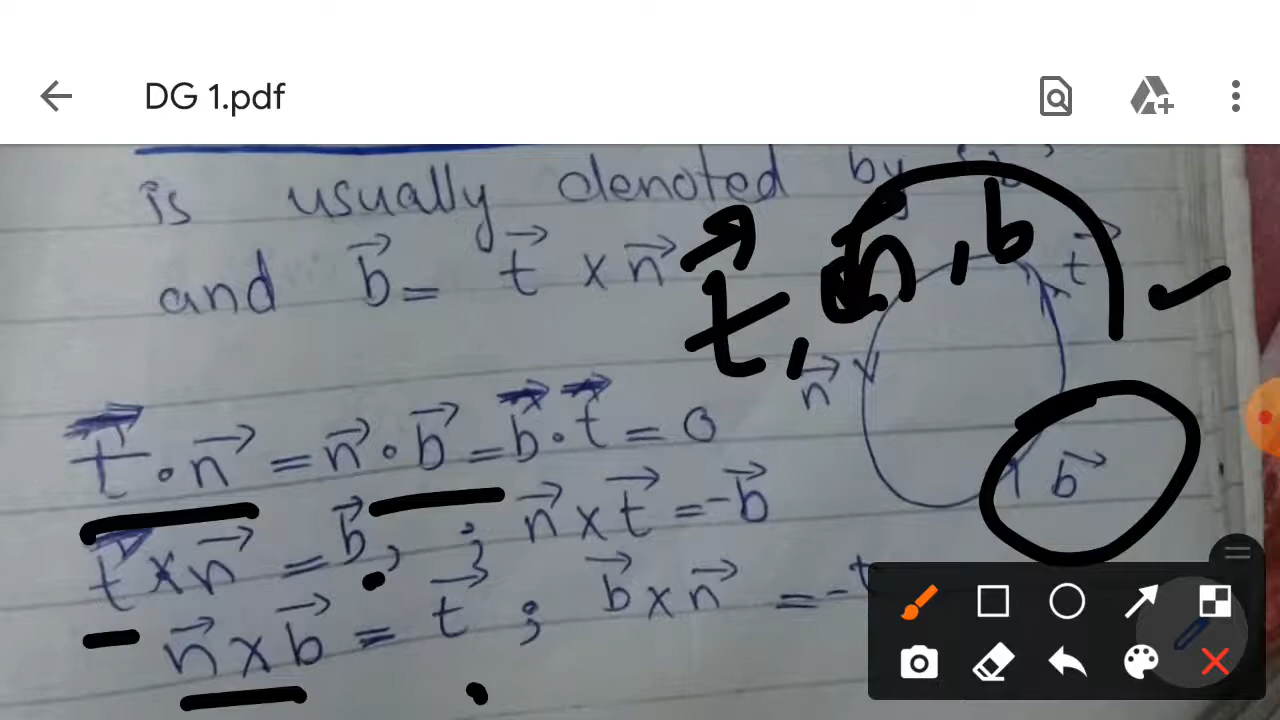 DG 1.pdf
is usually denoted by 'b'
and b⃗ = t⃗ × n⃗
t⃗, n, b
t⃗
n⃗
t⃗ • n⃗ = n⃗ • b⃗ = b⃗ • t⃗ = 0
b⃗
t⃗ × n⃗ = b⃗, ; n⃗ × t⃗ = -b⃗
n⃗ × b⃗ = t⃗ ; b⃗ × n⃗ = -t